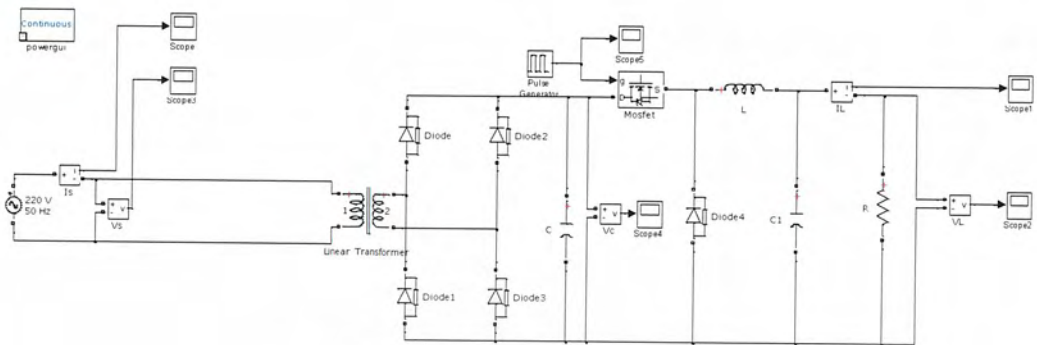 Continuous
powergui
Scope
Scope3
Scope5
Pulse
Generator
g
D
S
Mosfet
L
+
-
i
IL
Scope1
Diode
Diode2
220 V
50 Hz
+
-
i
Is
+
-
v
Vs
1
2
Linear Transformer
C
+
-
v
Vc
Scope4
Diode4
C1
R
+
-
v
VL
Scope2
Diode1
Diode3